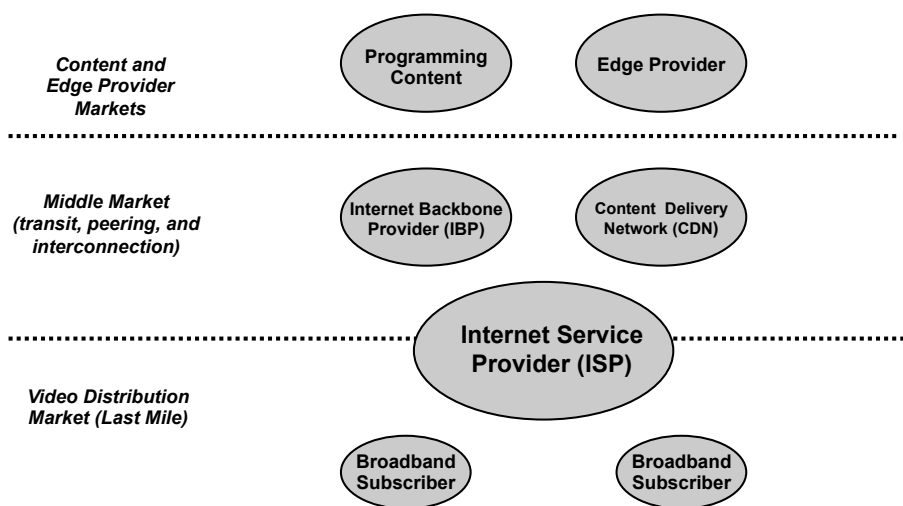 Content and
Edge Provider
Markets
Programming
Content
Edge Provider
Middle Market
(transit, peering, and
interconnection)
Internet Backbone
Provider (IBP)
Content Delivery
Network (CDN)
Internet Service
Provider (ISP)
Video Distribution
Market (Last Mile)
Broadband
Subscriber
Broadband
Subscriber